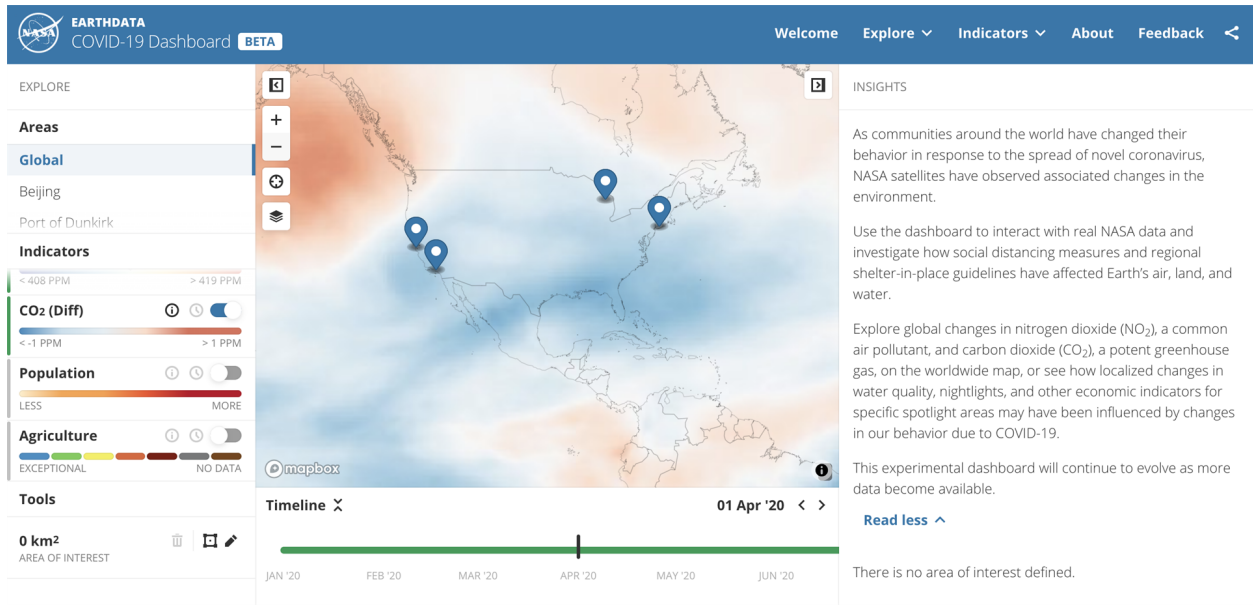 NASA
EARTHDATA
COVID-19 Dashboard BETA
Welcome Explore Indicators About Feedback
EXPLORE
Areas
Global
Beijing
Port of Dunkirk
Indicators
< 408 PPM > 419 PPM
CO₂ (Diff)
< -1 PPM > 1 PPM
Population
LESS MORE
Agriculture
EXCEPTIONAL NO DATA
Tools
0 km²
AREA OF INTEREST
mapbox
Timeline 01 Apr '20
JAN '20 FEB '20 MAR '20 APR '20 MAY '20 JUN '20
INSIGHTS
As communities around the world have changed their
behavior in response to the spread of novel coronavirus,
NASA satellites have observed associated changes in the
environment.
Use the dashboard to interact with real NASA data and
investigate how social distancing measures and regional
shelter-in-place guidelines have affected Earth's air, land, and
water.
Explore global changes in nitrogen dioxide (NO₂), a common
air pollutant, and carbon dioxide (CO₂), a potent greenhouse
gas, on the worldwide map, or see how localized changes in
water quality, nightlights, and other economic indicators for
specific spotlight areas may have been influenced by changes
in our behavior due to COVID-19.
This experimental dashboard will continue to evolve as more
data become available.
Read less
There is no area of interest defined.